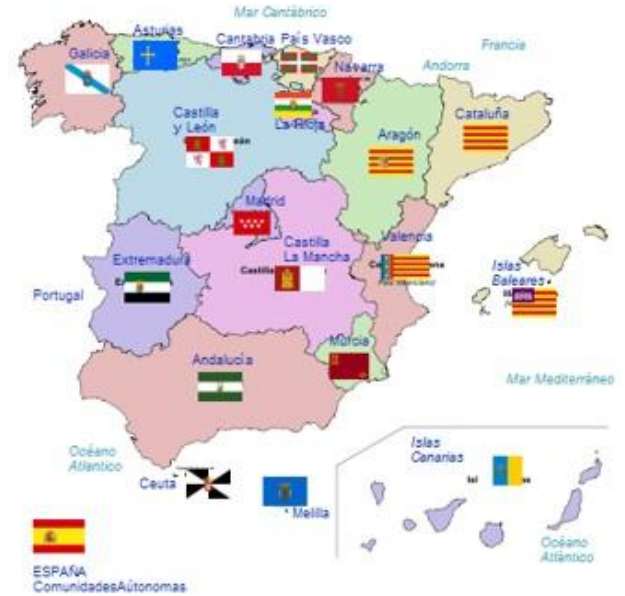 Mar Cantábrico
Asturias
Cantabria País Vasco
Francia
Galicia
Navarra
Andorra
Castilla
y León
La Rioja
Aragón
Cataluña
Madrid
Castilla
La Mancha
Valencia
Extremadura
Islas
Baleares
Portugal
Murcia
Andalucía
Mar Mediterráneo
Océano
Atlantico
Islas
Canarias
Ceuta
Melilla
Océano
Atlántico
ESPAÑA
ComunidadesAútonomas